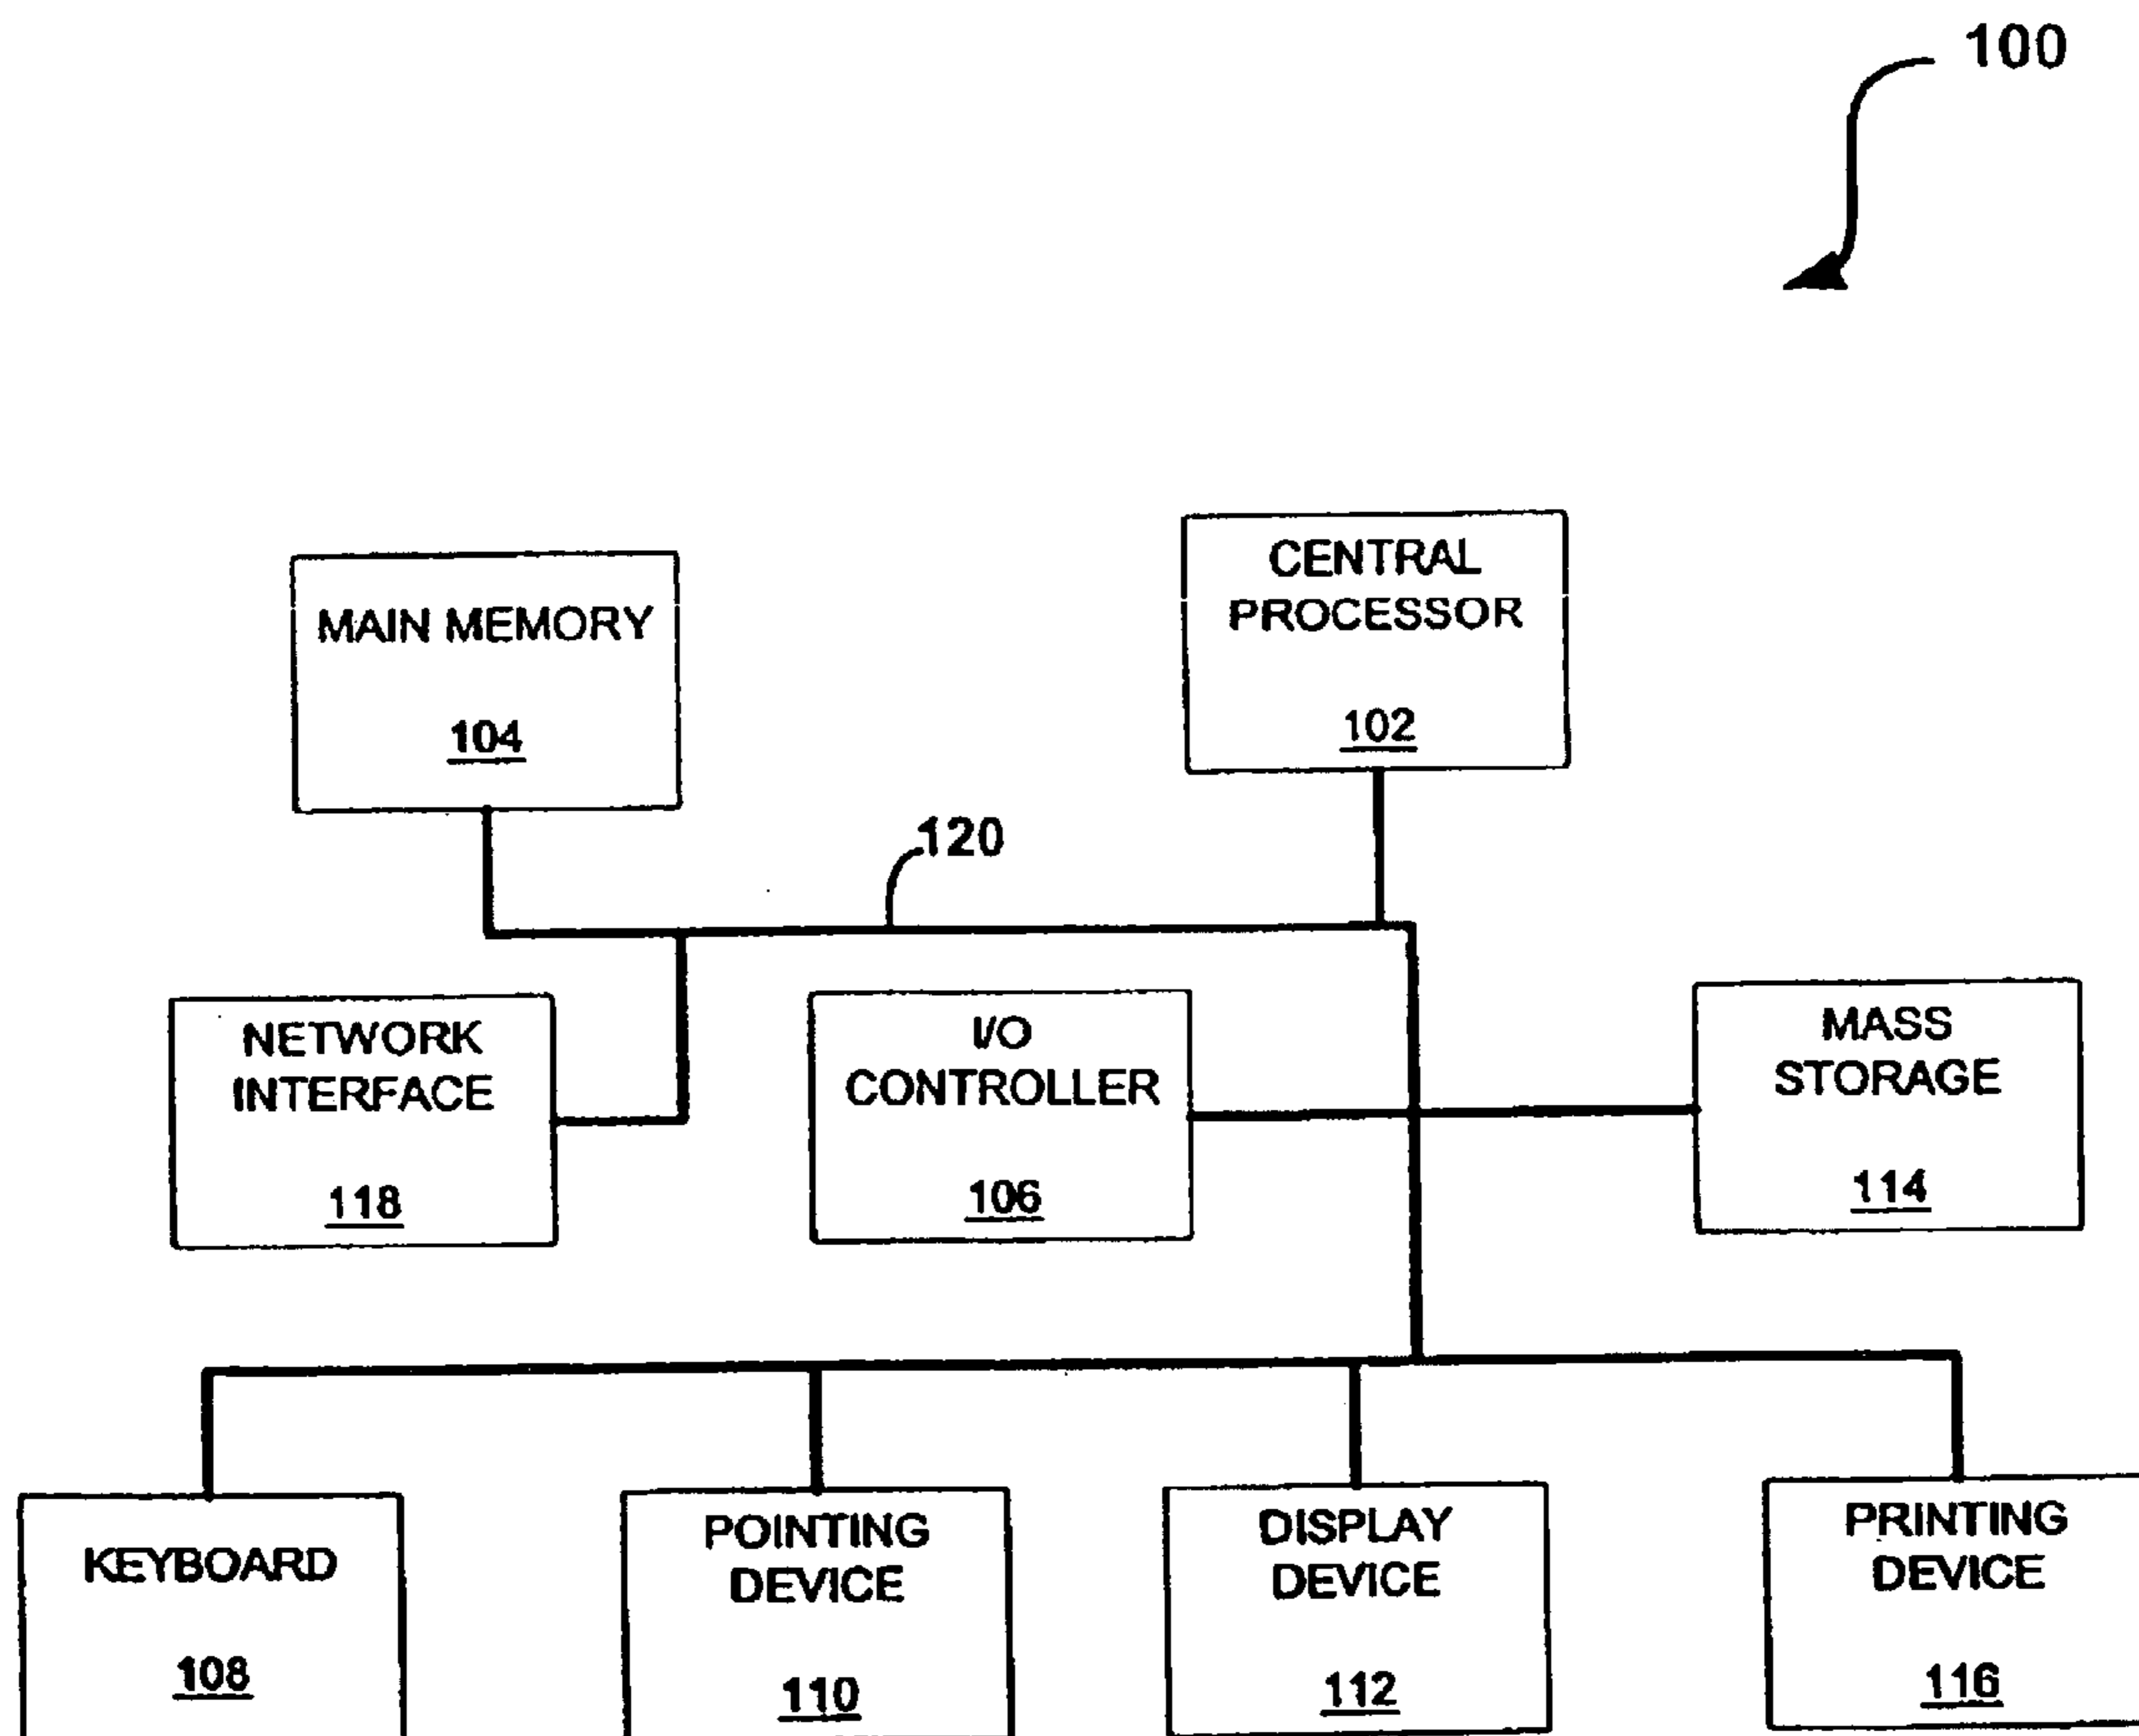 100
MAIN MEMORY
104
CENTRAL
PROCESSOR
102
120
NETWORK
INTERFACE
118
I/O
CONTROLLER
106
MASS
STORAGE
114
KEYBOARD
108
POINTING
DEVICE
110
DISPLAY
DEVICE
112
PRINTING
DEVICE
116